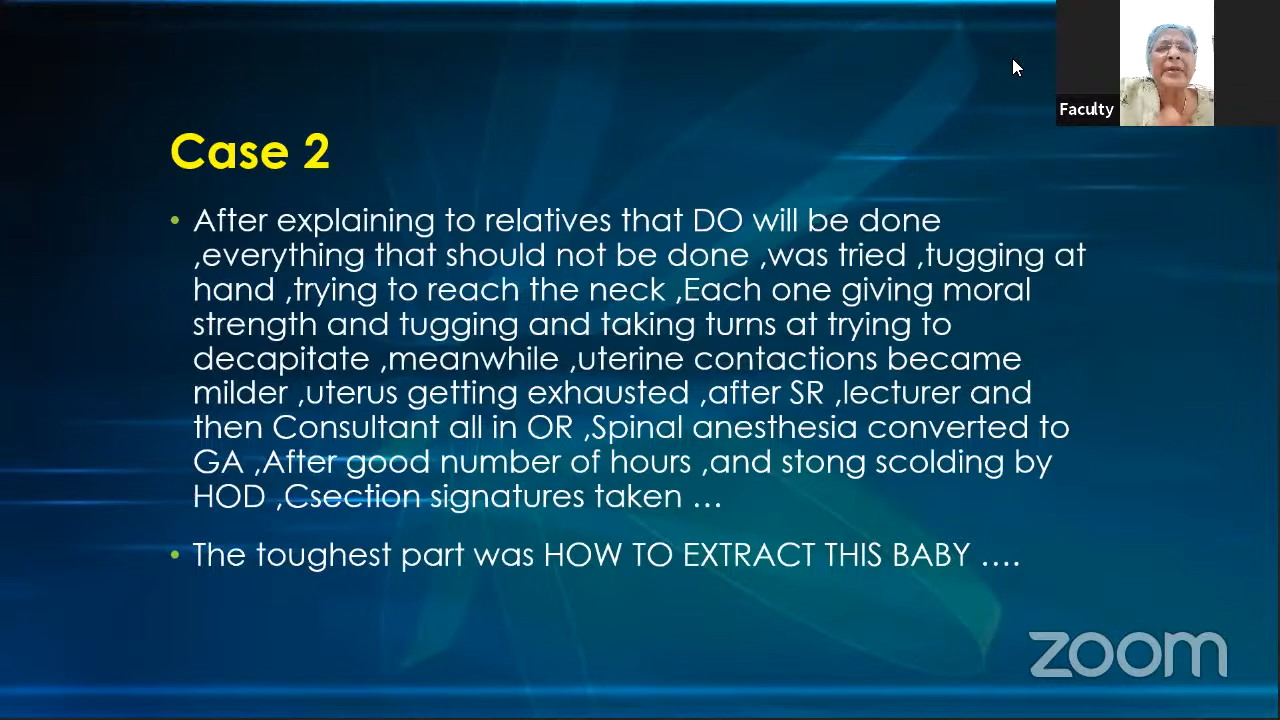 Faculty
Case 2
• After explaining to relatives that DO will be done
,everything that should not be done ,was tried ,tugging at
hand ,trying to reach the neck ,Each one giving moral
strength and tugging and taking turns at trying to
decapitate ,meanwhile ,uterine contactions became
milder ,uterus getting exhausted ,after SR ,lecturer and
then Consultant all in OR ,Spinal anesthesia converted to
GA ,After good number of hours ,and stong scolding by
HOD ,Csection signatures taken …
• The toughest part was HOW TO EXTRACT THIS BABY ….
zoom